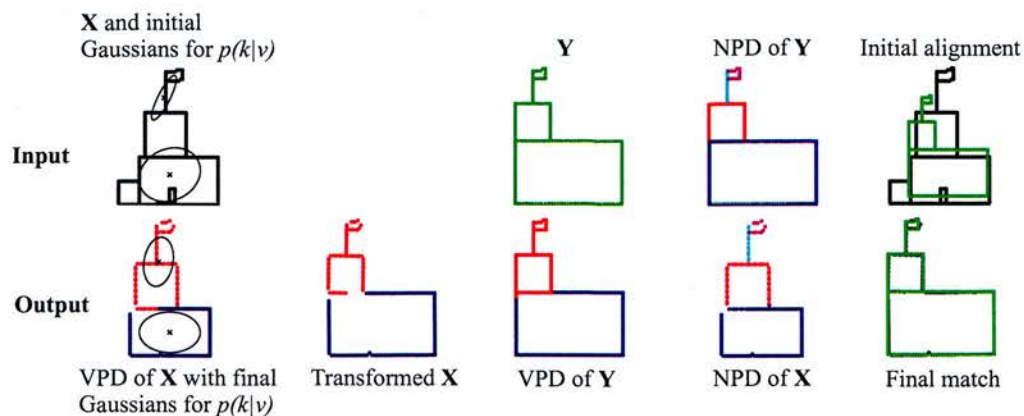 X and initial
Gaussians for p(k|v)
Y
NPD of Y
Initial alignment
Input
Output
VPD of X with final
Gaussians for p(k|v)
Transformed X
VPD of Y
NPD of X
Final match